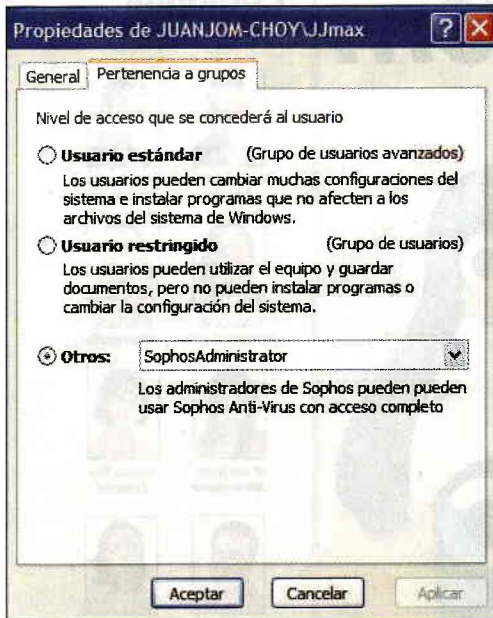 Propiedades de JUANJOM-CHOY\JJmax
General
Pertenencia a grupos
Nivel de acceso que se concederá al usuario
Usuario estándar (Grupo de usuarios avanzados)
Los usuarios pueden cambiar muchas configuraciones del
sistema e instalar programas que no afecten a los
archivos del sistema de Windows.
Usuario restringido (Grupo de usuarios)
Los usuarios pueden utilizar el equipo y guardar
documentos, pero no pueden instalar programas o
cambiar la configuración del sistema.
Otros: SophosAdministrator
Los administradores de Sophos pueden pueden
usar Sophos Anti-Virus con acceso completo
Aceptar Cancelar Aplicar